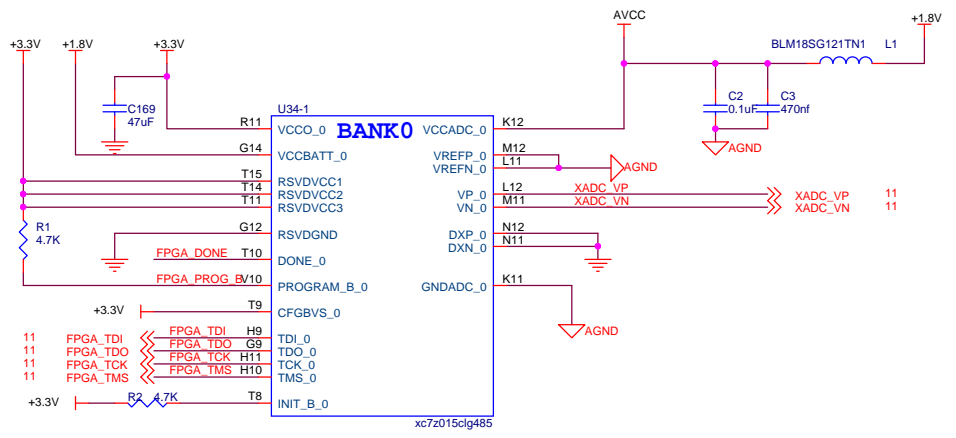 AVCC
+1.8V
+3.3V
+1.8V
+3.3V
BLM18SG121TN1
L1
C169
47uF
C2
0.1uF
C3
470nf
U34-1
BANK0
R11
VCCO_0
VCCADC_0
K12
AGND
G14
VCCBATT_0
VREFP_0
M12
VREFN_0
L11
AGND
T15
RSVDVCC1
T14
RSVDVCC2
T11
RSVDVCC3
VP_0
L12
XADC_VP
XADC_VP
11
VN_0
M11
XADC_VN
XADC_VN
11
R1
4.7K
G12
RSVDGND
DXP_0
N12
DXN_0
N11
FPGA_DONE
T10
DONE_0
FPGA_PROG_B
V10
PROGRAM_B_0
GNDADC_0
K11
+3.3V
T9
CFGBVS_0
AGND
11
FPGA_TDI
FPGA_TDI
H9
TDI_0
11
FPGA_TDO
FPGA_TDO
G9
TDO_0
11
FPGA_TCK
FPGA_TCK
H11
TCK_0
11
FPGA_TMS
FPGA_TMS
H10
TMS_0
+3.3V
R2
4.7K
T8
INIT_B_0
xc7z015clg485